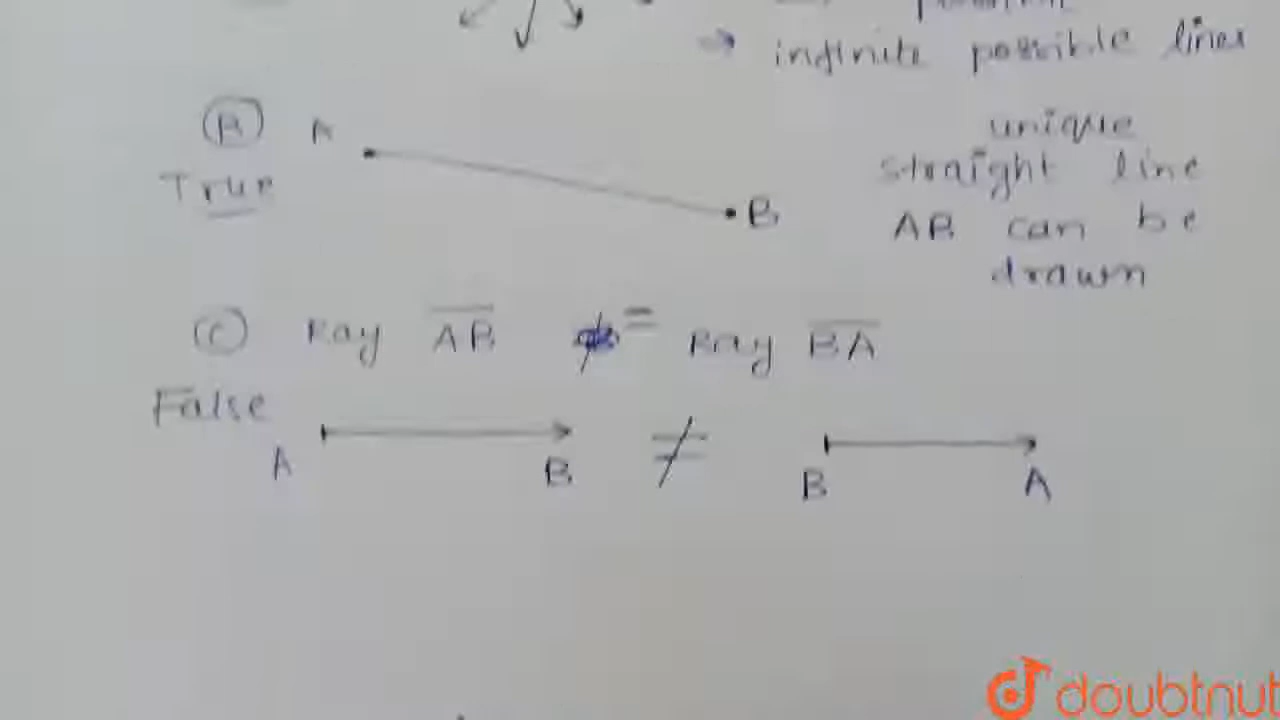 infinite possible lines
(B) A
unique
True
straight line
B
AB can be
drawn
(C) Ray AB = Ray BA
False
A B ≠ B A
doubtnut